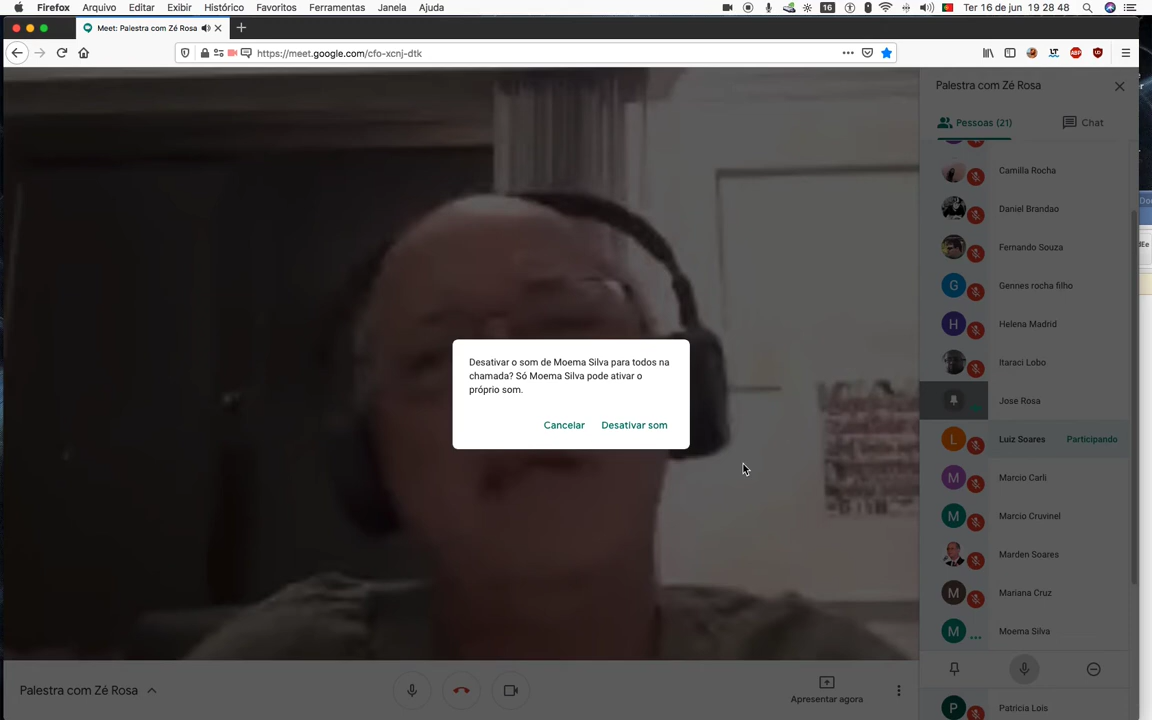 Firefox Arquivo Editar Exibir Histórico Favoritos Ferramentas Janela Ajuda 16 Ter 16 de jun 19 28 48
Meet: Palestra com Zé Rosa
https://meet.google.com/cfo-xcnj-dtk
Palestra com Zé Rosa
Pessoas (21) Chat
Camilla Rocha
Daniel Brandao
Fernando Souza
G Gennes rocha filho
H Helena Madrid
Itaraci Lobo
Jose Rosa
L Luiz Soares Participando
M Marcio Carli
M Marcio Cruvinel
Marden Soares
M Mariana Cruz
M Moema Silva
P Patricia Lois
Desativar o som de Moema Silva para todos na
chamada? Só Moema Silva pode ativar o
próprio som.
Cancelar Desativar som
Palestra com Zé Rosa
Apresentar agora